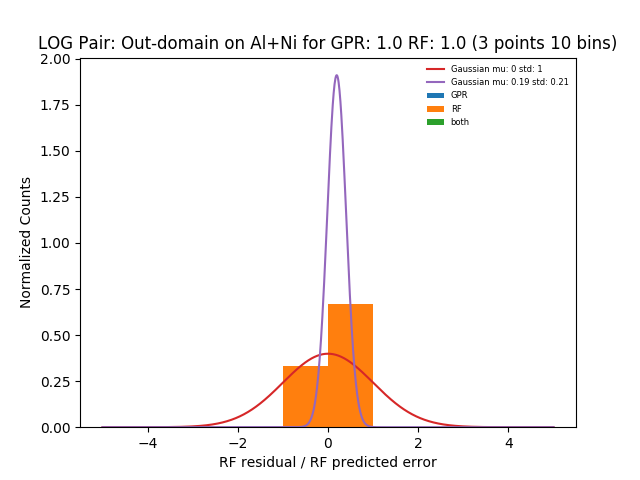 LOG Pair: Out-domain on Al+Ni for GPR: 1.0 RF: 1.0 (3 points 10 bins)
Gaussian mu: 0 std: 1
Gaussian mu: 0.19 std: 0.21
GPR
RF
both
Normalized Counts
2.00
1.75
1.50
1.25
1.00
0.75
0.50
0.25
0.00
−4 −2 0 2 4
RF residual / RF predicted error